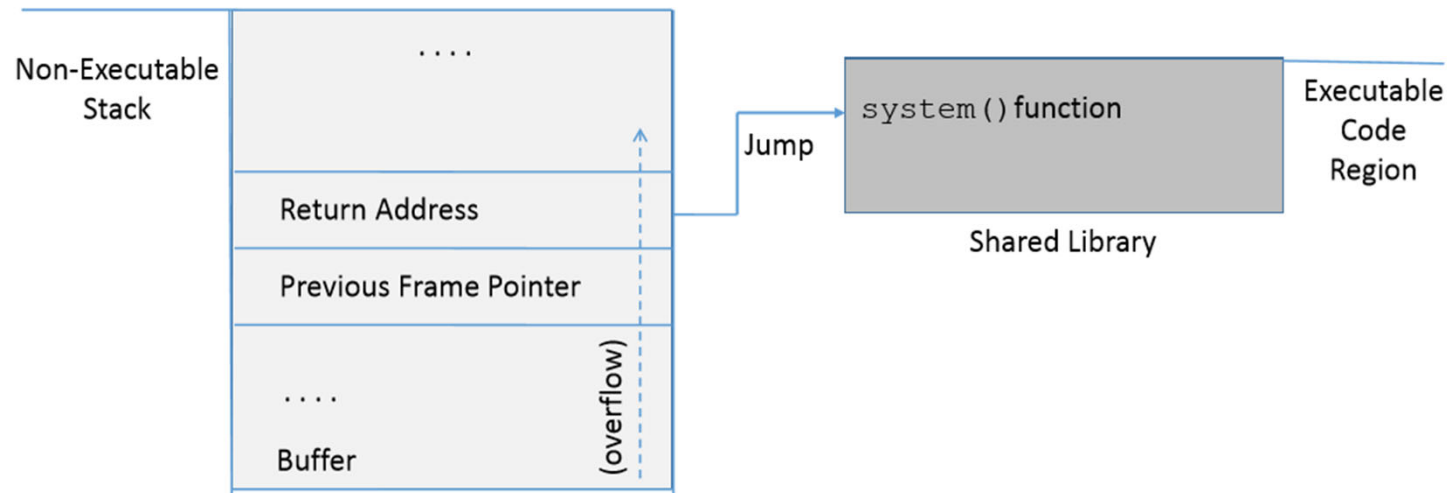 Non-Executable
Stack
. . . .
Return Address
Previous Frame Pointer
. . . .
Buffer
(overflow)
Jump
system() function
Shared Library
Executable
Code
Region